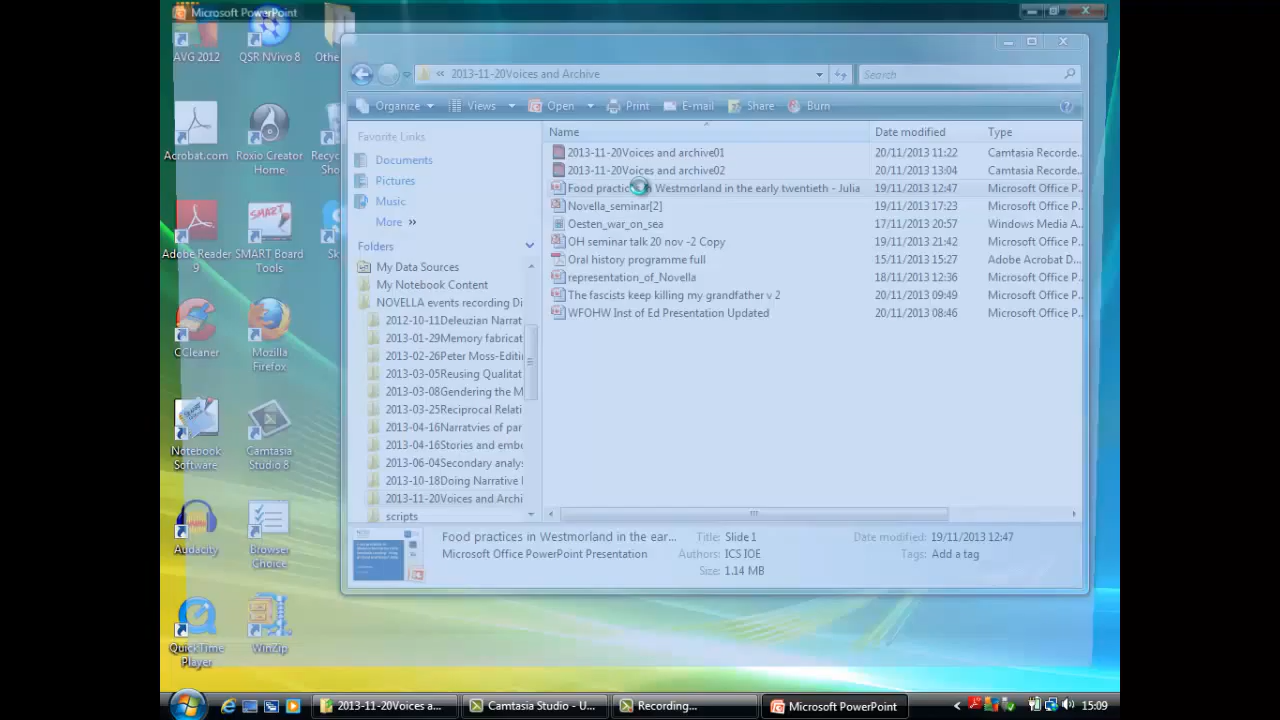 Microsoft PowerPoint
AVG 2012
QSR NVivo 8
Othe
2013-11-20Voices and Archive
Search
Organize
Views
Open
Print
E-mail
Share
Burn
Favorite Links
Documents
Pictures
Music
More
Folders
My Data Sources
My Notebook Content
NOVELLA events recording Di
2012-10-11Deleuzian Narrat
2013-01-29Memory fabricat
2013-02-26Peter Moss-Editi
2013-03-05Reusing Qualitat
2013-03-08Gendering the M
2013-03-25Reciprocal Relati
2013-04-16Narratvies of par
2013-04-16Stories and embe
2013-06-04Secondary analys
2013-10-18Doing Narrative I
2013-11-20Voices and Archi
scripts
Name Date modified Type
2013-11-20Voices and archive01 20/11/2013 11:22 Camtasia Recorde...
2013-11-20Voices and archive02 20/11/2013 13:04 Camtasia Recorde...
Food practic Westmorland in the early twentieth - Julia 19/11/2013 12:47 Microsoft Office P...
Novella_seminar[2] 19/11/2013 17:23 Microsoft Office P...
Oesten_war_on_sea 17/11/2013 20:57 Windows Media A...
OH seminar talk 20 nov -2 Copy 19/11/2013 21:42 Microsoft Office P...
Oral history programme full 15/11/2013 15:27 Adobe Acrobat D...
representation_of_Novella 18/11/2013 12:36 Microsoft Office P...
The fascists keep killing my grandfather v 2 20/11/2013 09:49 Microsoft Office P...
WFOHW Inst of Ed Presentation Updated 20/11/2013 08:46 Microsoft Office P...
Food practices in Westmorland in the ear...
Microsoft Office PowerPoint Presentation
Title: Slide 1
Authors: ICS IOE
Size: 1.14 MB
Date modified: 19/11/2013 12:47
Tags: Add a tag
Acrobat.com
Roxio Creator
Home
Recyc
Adobe Reader
9
SMART Board
Tools
Sk
CCleaner
Mozilla
Firefox
Notebook
Software
Camtasia
Studio 8
Audacity
Browser
Choice
QuickTime
Player
WinZip
2013-11-20Voices a...
Camtasia Studio - U...
Recording...
Microsoft PowerPoint
15:09